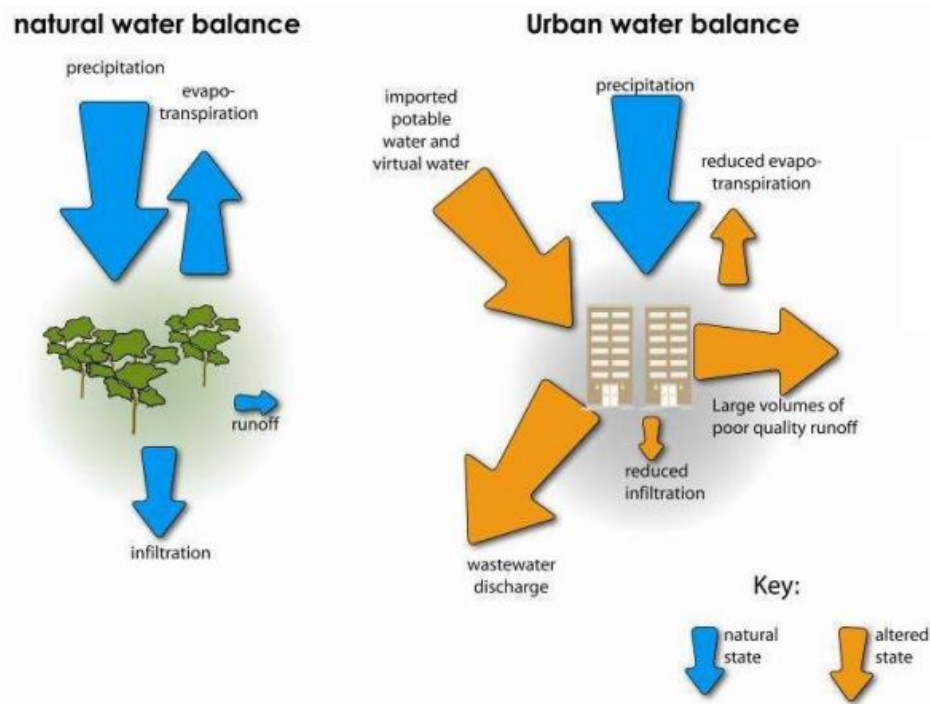 natural water balance
precipitation
evapo-
transpiration
runoff
infiltration
Urban water balance
imported
potable
water and
virtual water
precipitation
reduced evapo-
transpiration
Large volumes of
poor quality runoff
reduced
infiltration
wastewater
discharge
Key:
natural
state
altered
state